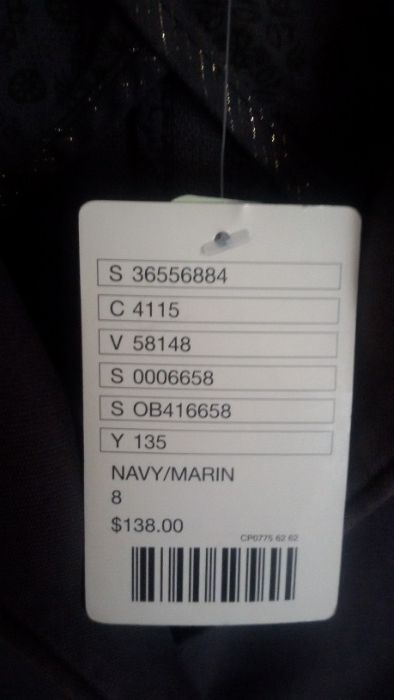 S 36556884
C 4115
V 58148
S 0006658
S OB416658
Y 135
NAVY/MARIN
8
$138.00
CP0775 62 62